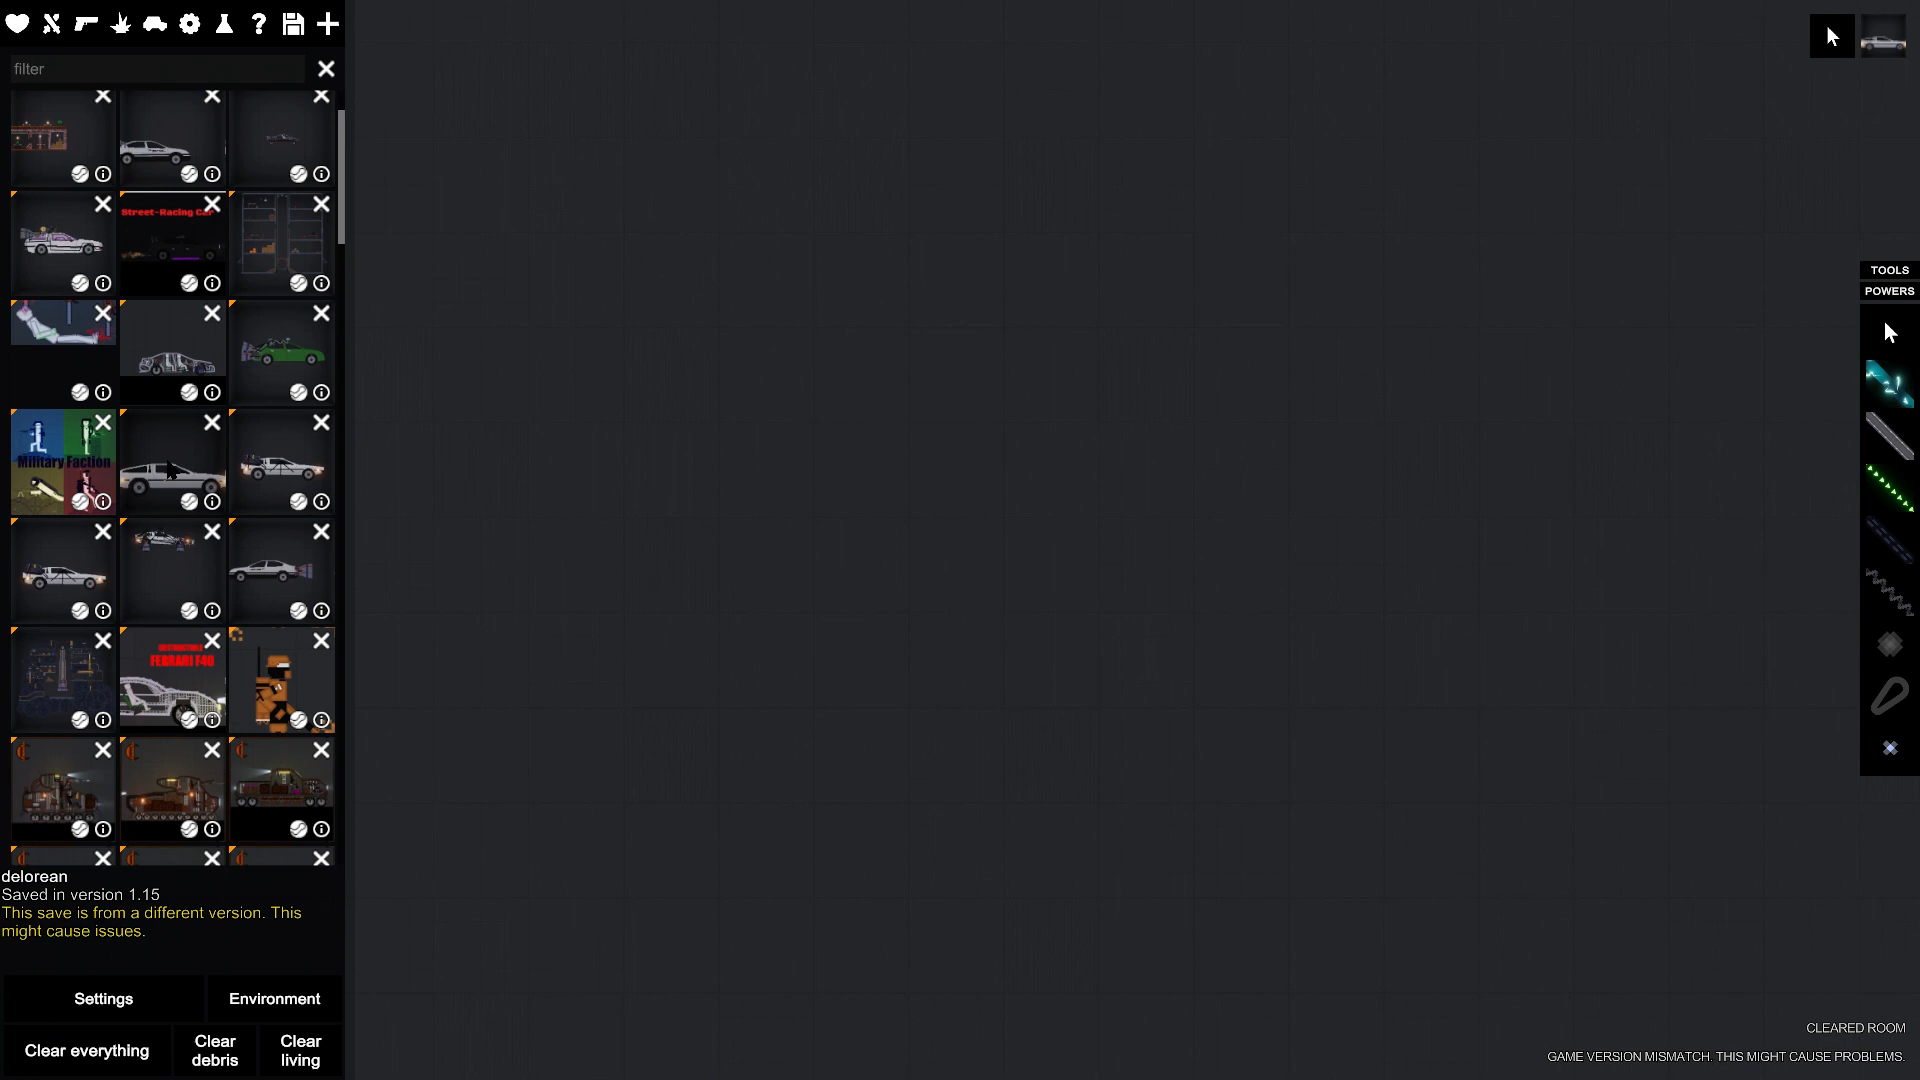 filter
TOOLS
POWERS
Street-Racing Car
Military Faction
FERRARI F40
delorean
Saved in version 1.15
This save is from a different version. This
might cause issues.
Settings
Environment
Clear everything
Clear
debris
Clear
living
CLEARED ROOM
GAME VERSION MISMATCH. THIS MIGHT CAUSE PROBLEMS.